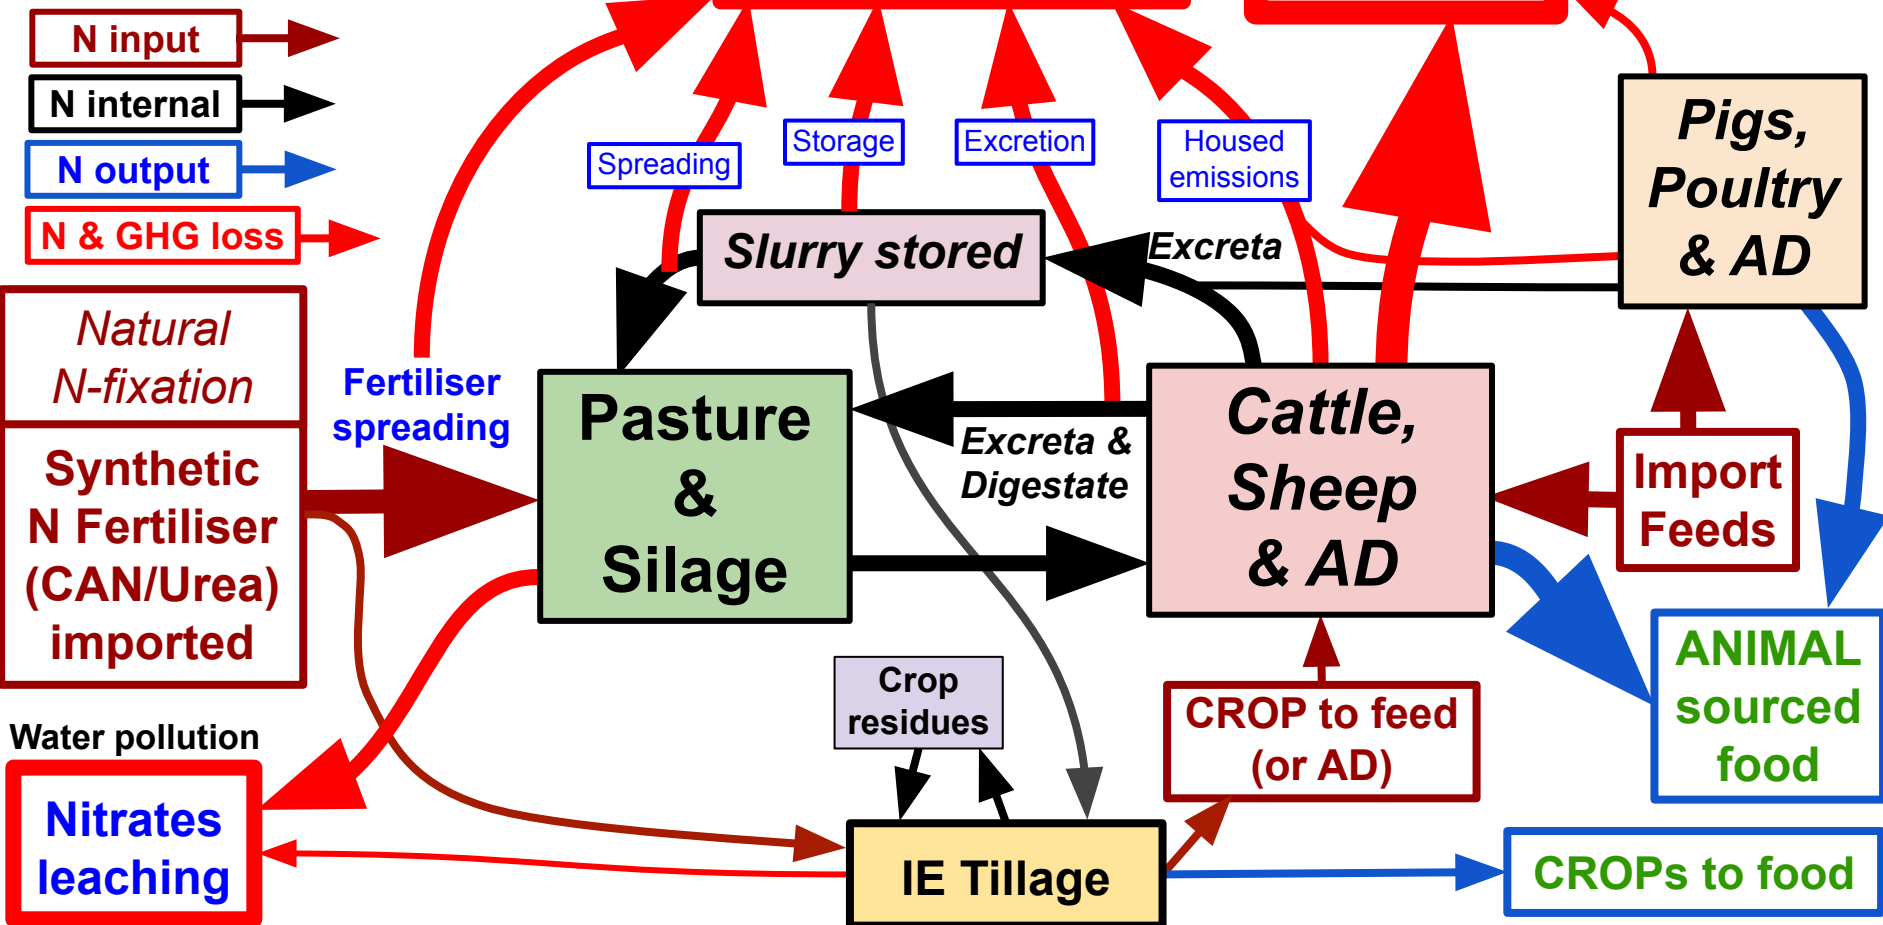 N input
N internal
N output
N & GHG loss
Spreading
Storage
Excretion
Housed
emissions
Pigs,
Poultry
& AD
Slurry stored
Excreta
Natural
N-fixation
Synthetic
N Fertiliser
(CAN/Urea)
imported
Fertiliser
spreading
Pasture
&
Silage
Excreta &
Digestate
Cattle,
Sheep
& AD
Import
Feeds
Crop
residues
CROP to feed
(or AD)
ANIMAL
sourced
food
Water pollution
Nitrates
leaching
IE Tillage
CROPs to food